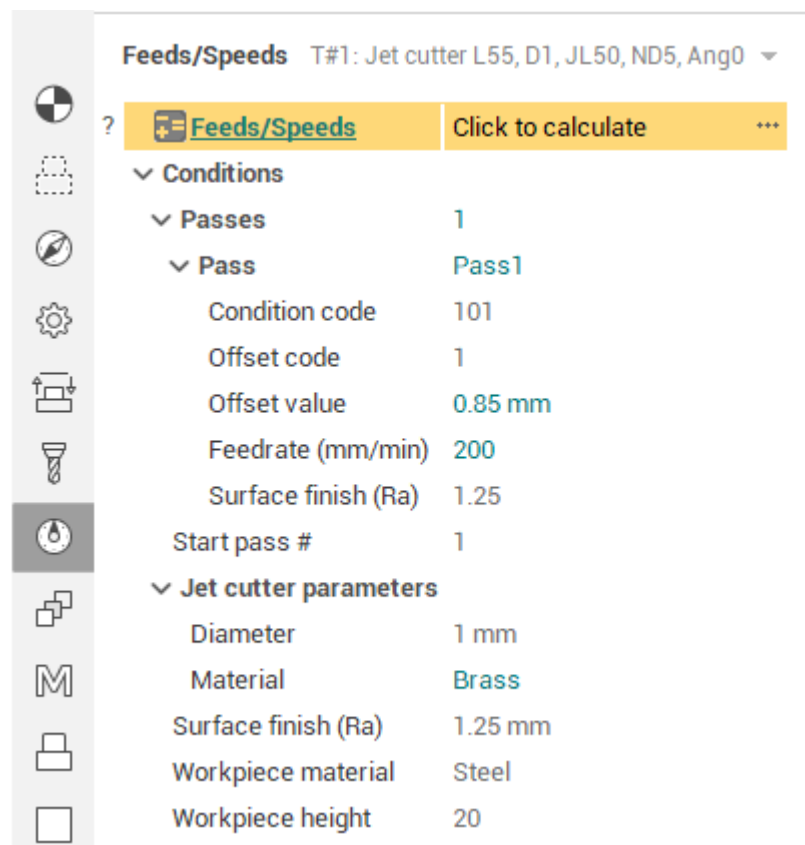 Feeds/Speeds T#1: Jet cutter L55, D1, JL50, ND5, Ang0
? Feeds/Speeds Click to calculate ...
Conditions
Passes 1
Pass Pass1
Condition code 101
Offset code 1
Offset value 0.85 mm
Feedrate (mm/min) 200
Surface finish (Ra) 1.25
Start pass # 1
Jet cutter parameters
Diameter 1 mm
Material Brass
Surface finish (Ra) 1.25 mm
Workpiece material Steel
Workpiece height 20